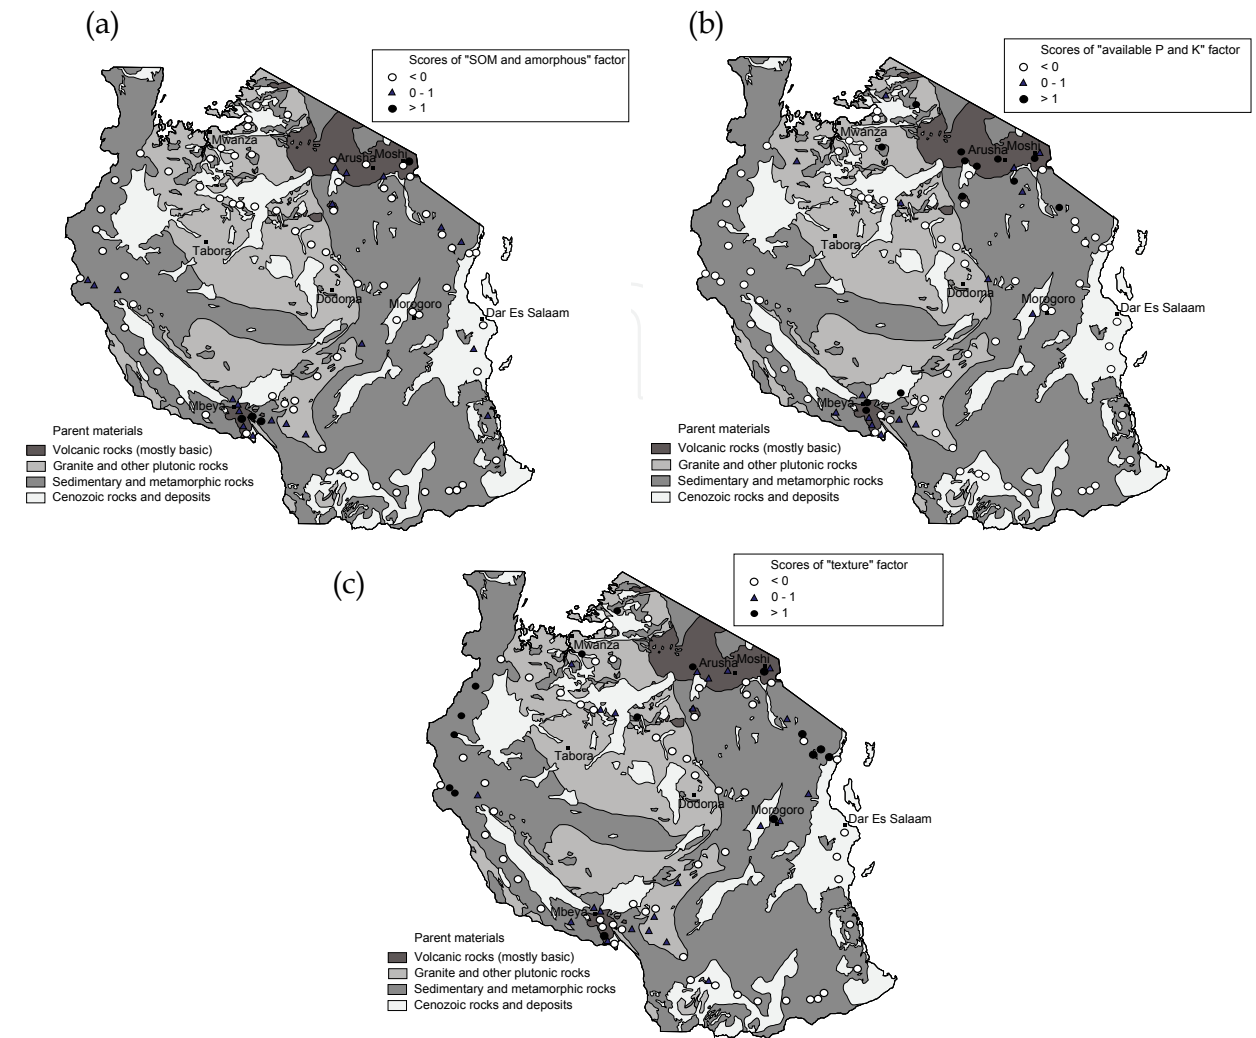 (a)
Scores of "SOM and amorphous" factor
< 0
0 - 1
> 1
Mwanza
Arusha
Moshi
Tabora
Dodoma
Morogoro
Dar Es Salaam
Mbeya
Parent materials
Volcanic rocks (mostly basic)
Granite and other plutonic rocks
Sedimentary and metamorphic rocks
Cenozoic rocks and deposits
(b)
Scores of "available P and K" factor
< 0
0 - 1
> 1
Mwanza
Arusha
Moshi
Tabora
Dodoma
Morogoro
Dar Es Salaam
Mbeya
Parent materials
Volcanic rocks (mostly basic)
Granite and other plutonic rocks
Sedimentary and metamorphic rocks
Cenozoic rocks and deposits
(c)
Scores of "texture" factor
< 0
0 - 1
> 1
Mwanza
Arusha
Moshi
Tabora
Dodoma
Morogoro
Dar Es Salaam
Mbeya
Parent materials
Volcanic rocks (mostly basic)
Granite and other plutonic rocks
Sedimentary and metamorphic rocks
Cenozoic rocks and deposits